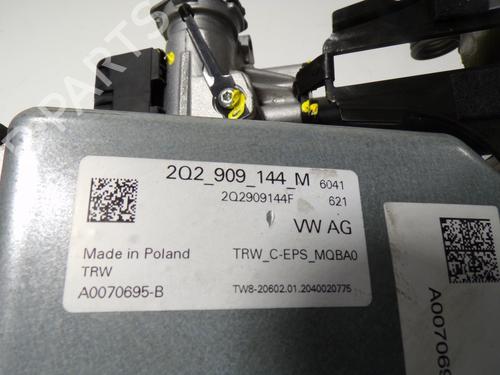 2Q2_909_144_M 6041
2Q2909144F 621
VW AG
Made in Poland TRW_C-EPS_MQBA0
TRW
A0070695-B TW8-20602.01.2040020775
A00706